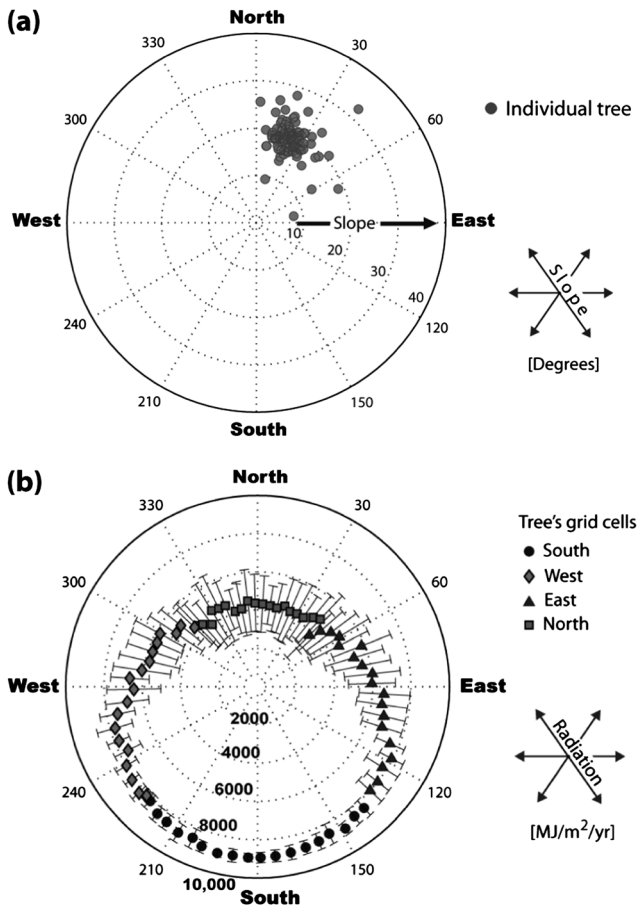 (a)
North
330
30
300
60
Individual tree
West
Slope
East
10
20
30
40
240
120
210
150
South
Slope
[Degrees]
(b)
North
330
30
Tree's grid cells
South
West
East
North
300
60
West
East
2000
4000
6000
8000
10,000
240
120
210
150
South
Radiation
[MJ/m²/yr]